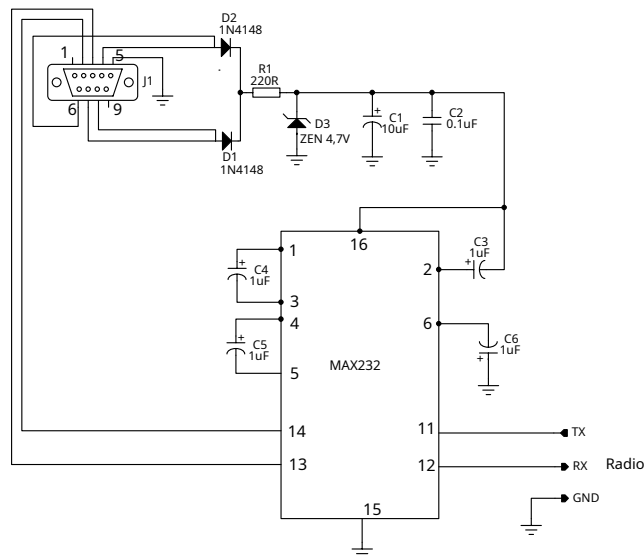 D2
1N4148
1
5
J1
6
9
R1
220R
D3
ZEN 4,7V
C1
10uF
C2
0.1uF
D1
1N4148
+
16
1
2
C3
1uF
+
C4
1uF
+
3
4
6
C5
1uF
+
C6
1uF
+
5
MAX232
14
11
TX
13
12
RX
Radio
15
GND